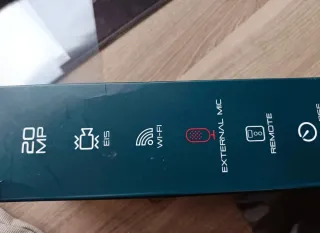 20
MP
EIS
WI-FI
EXTERNAL MIC
REMOTE